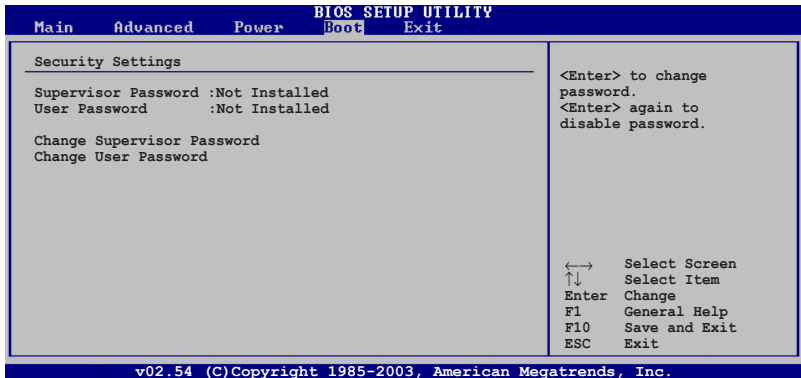 BIOS SETUP UTILITY
Main Advanced Power Boot Exit
Security Settings
Supervisor Password :Not Installed
User Password :Not Installed
Change Supervisor Password
Change User Password
<Enter> to change
password.
<Enter> again to
disable password.
←→ Select Screen
↑↓ Select Item
Enter Change
F1 General Help
F10 Save and Exit
ESC Exit
v02.54 (C)Copyright 1985-2003, American Megatrends, Inc.